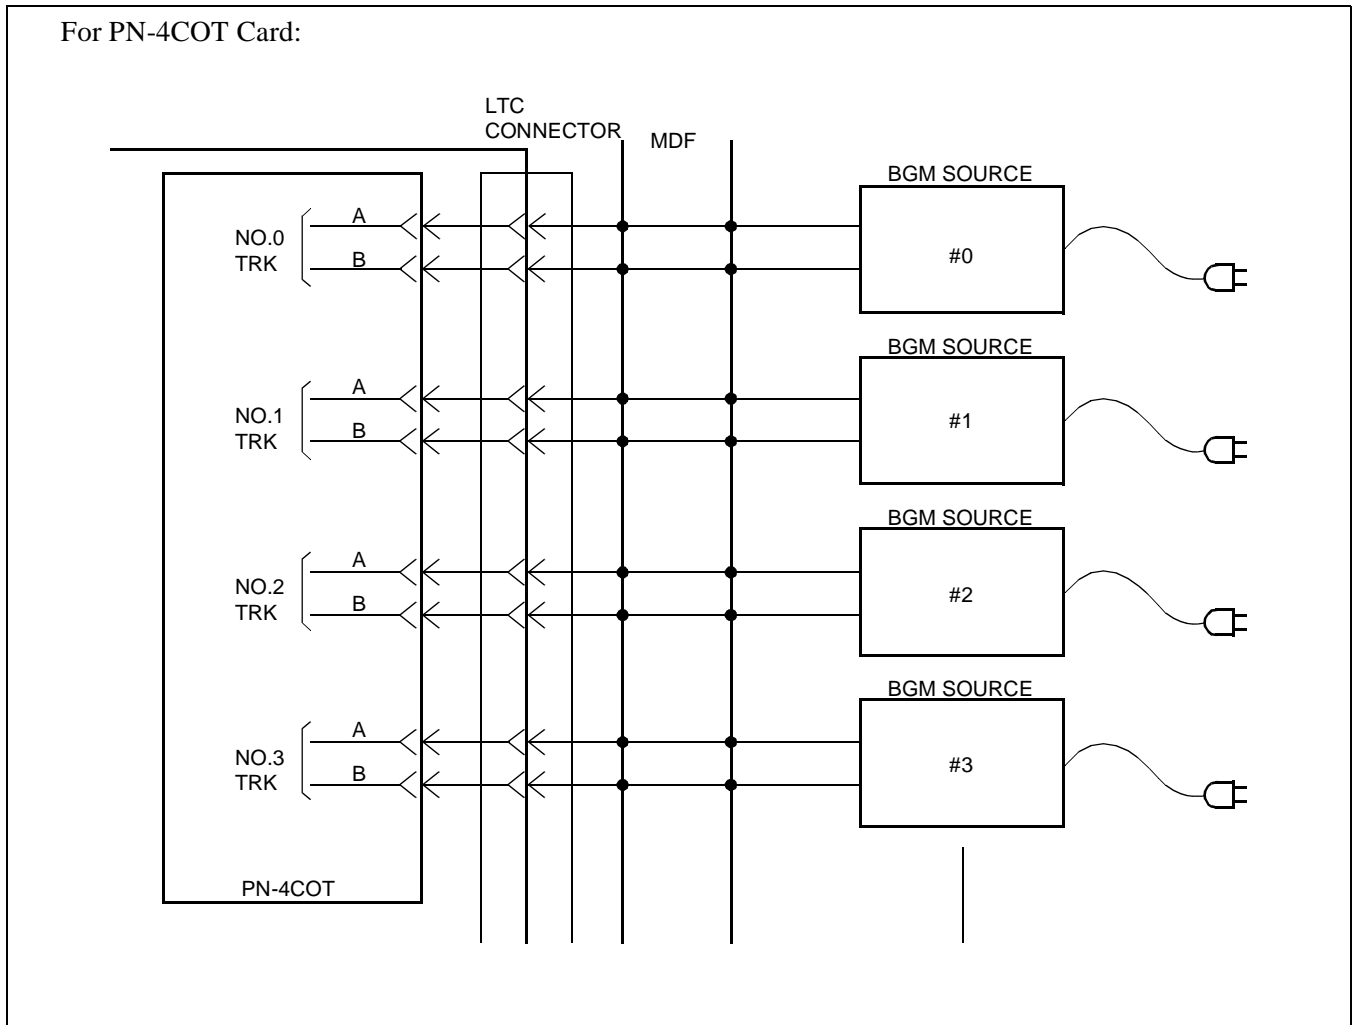 For PN-4COT Card:
LTC
CONNECTOR
MDF
BGM SOURCE
A
NO.0
TRK
B
#0
BGM SOURCE
A
NO.1
TRK
B
#1
BGM SOURCE
A
NO.2
TRK
B
#2
BGM SOURCE
A
NO.3
TRK
B
#3
PN-4COT